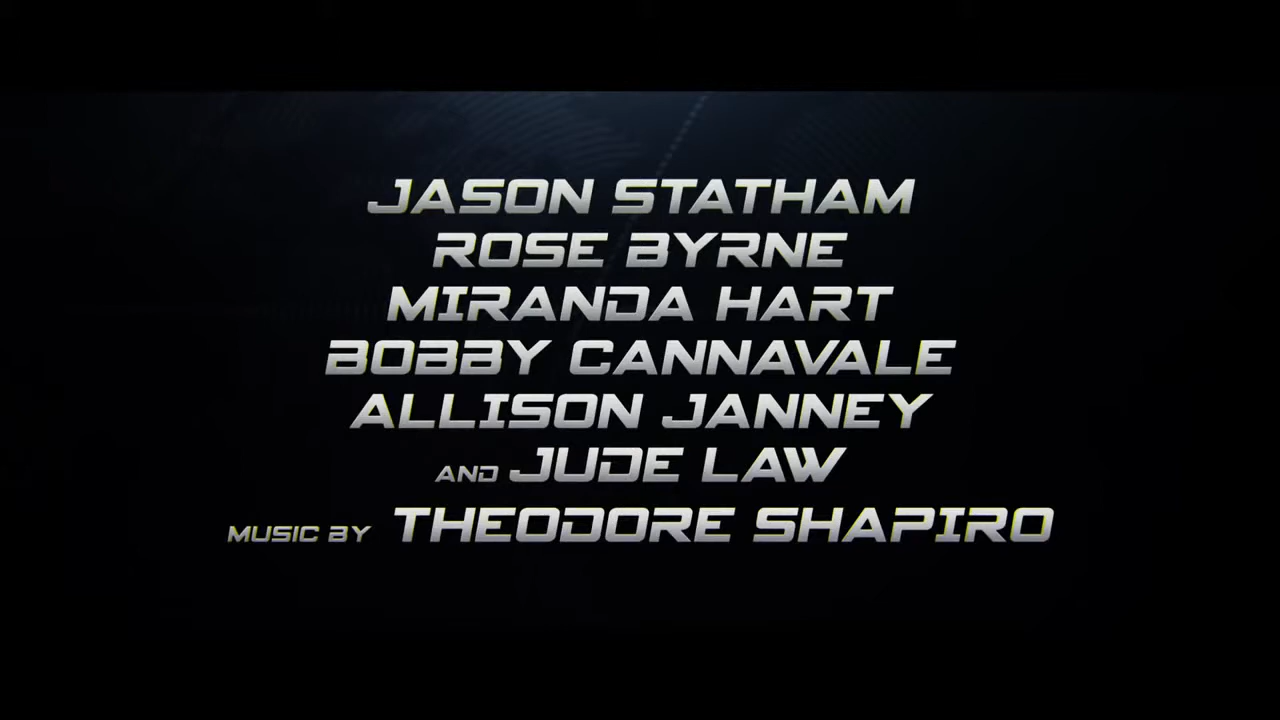 JASON STATHAM
ROSE BYRNE
MIRANDA HART
BOBBY CANNAVALE
ALLISON JANNEY
AND JUDE LAW
MUSIC BY THEODORE SHAPIRO